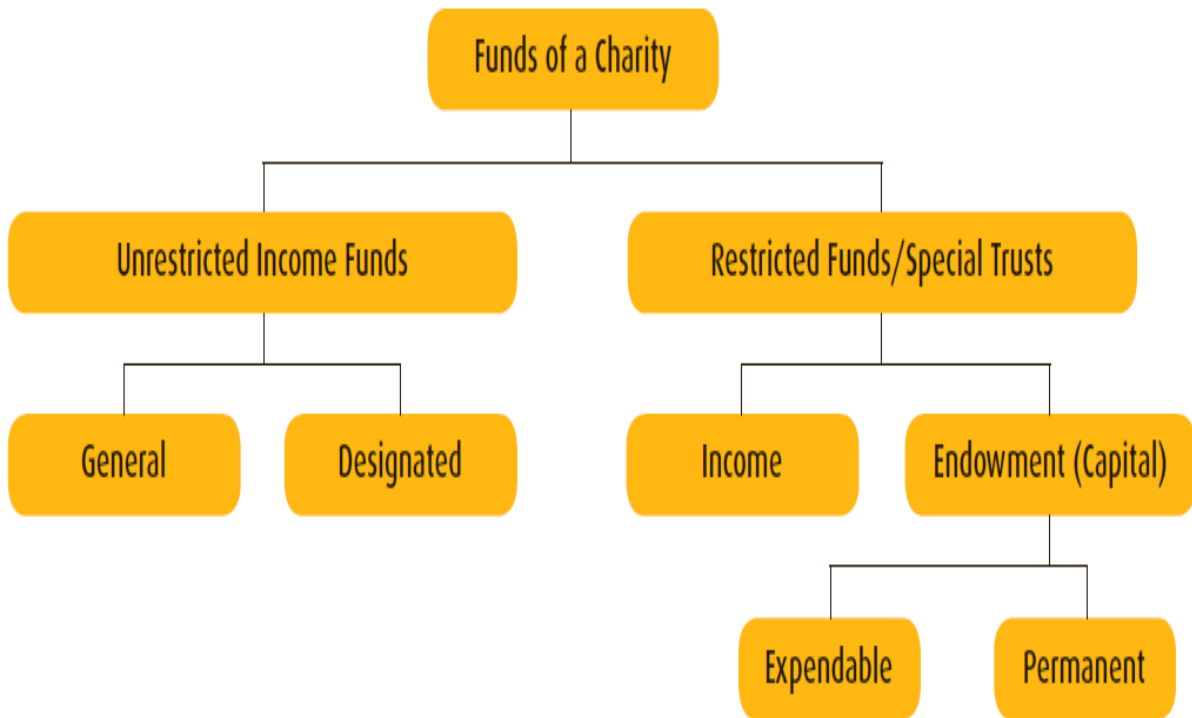 Funds of a Charity
Unrestricted Income Funds
Restricted Funds/Special Trusts
General
Designated
Income
Endowment (Capital)
Expendable
Permanent